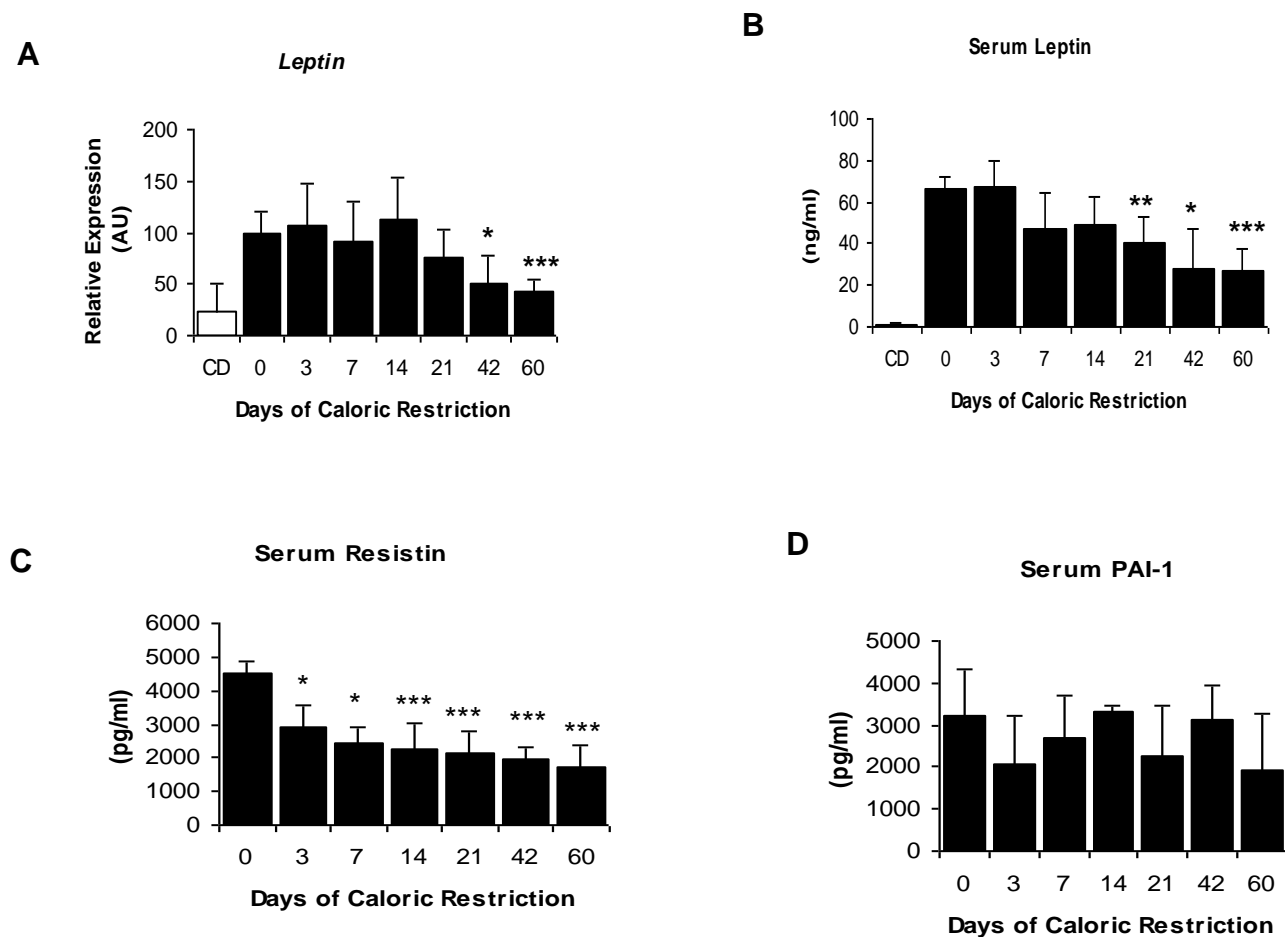 A
Leptin
Relative Expression
(AU)
200
150
100
50
0
*
***
CD 0 3 7 14 21 42 60
Days of Caloric Restriction
B
Serum Leptin
(ng/ml)
100
80
60
40
20
0
**
*
***
CD 0 3 7 14 21 42 60
Days of Caloric Restriction
C
Serum Resistin
(pg/ml)
6000
5000
4000
3000
2000
1000
0
*
*
***
***
***
***
0 3 7 14 21 42 60
Days of Caloric Restriction
D
Serum PAI-1
(pg/ml)
5000
4000
3000
2000
1000
0
0 3 7 14 21 42 60
Days of Caloric Restriction